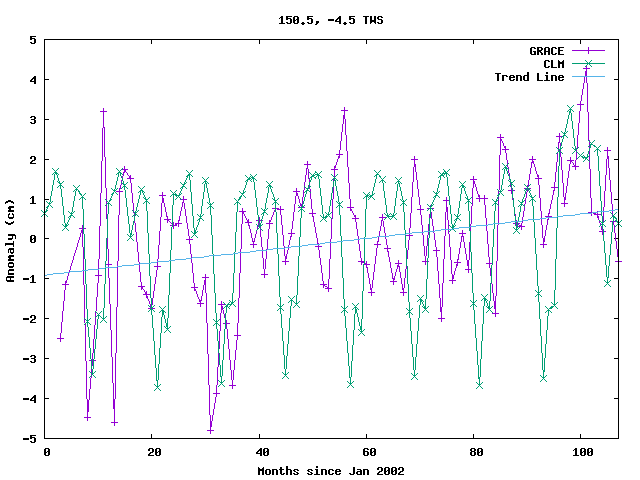 150.5, -4.5 TWS
GRACE
CLM
Trend Line
5
4
3
2
1
0
-1
-2
-3
-4
-5
Anomaly (cm)
0 20 40 60 80 100
Months since Jan 2002